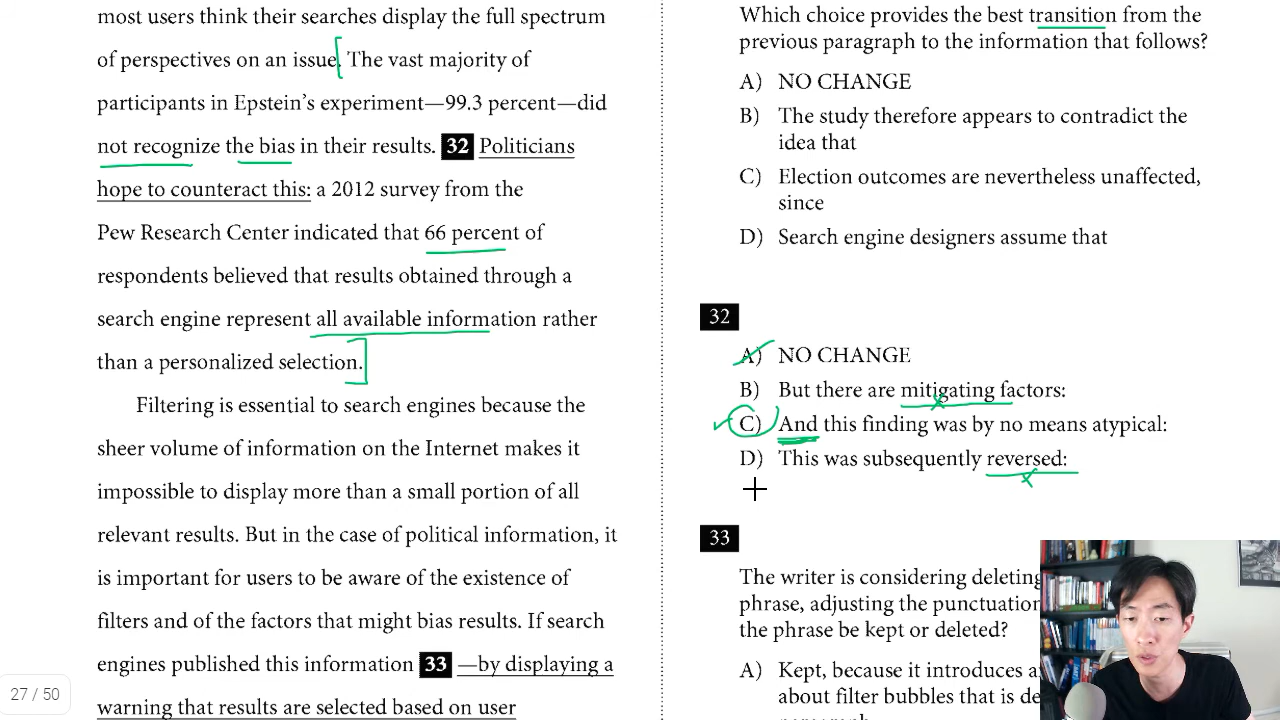 most users think their searches display the full spectrum
of perspectives on an issue. The vast majority of
participants in Epstein's experiment—99.3 percent—did
not recognize the bias in their results. 32 Politicians
hope to counteract this: a 2012 survey from the
Pew Research Center indicated that 66 percent of
respondents believed that results obtained through a
search engine represent all available information rather
than a personalized selection.
Filtering is essential to search engines because the
sheer volume of information on the Internet makes it
impossible to display more than a small portion of all
relevant results. But in the case of political information, it
is important for users to be aware of the existence of
filters and of the factors that might bias results. If search
engines published this information 33 —by displaying a
warning that results are selected based on user
27 / 50
Which choice provides the best transition from the
previous paragraph to the information that follows?
A) NO CHANGE
B) The study therefore appears to contradict the
idea that
C) Election outcomes are nevertheless unaffected,
since
D) Search engine designers assume that
32
A) NO CHANGE
B) But there are mitigating factors:
C) And this finding was by no means atypical:
D) This was subsequently reversed:
33
The writer is considering deleting
phrase, adjusting the punctuation
the phrase be kept or deleted?
A) Kept, because it introduces a
about filter bubbles that is de